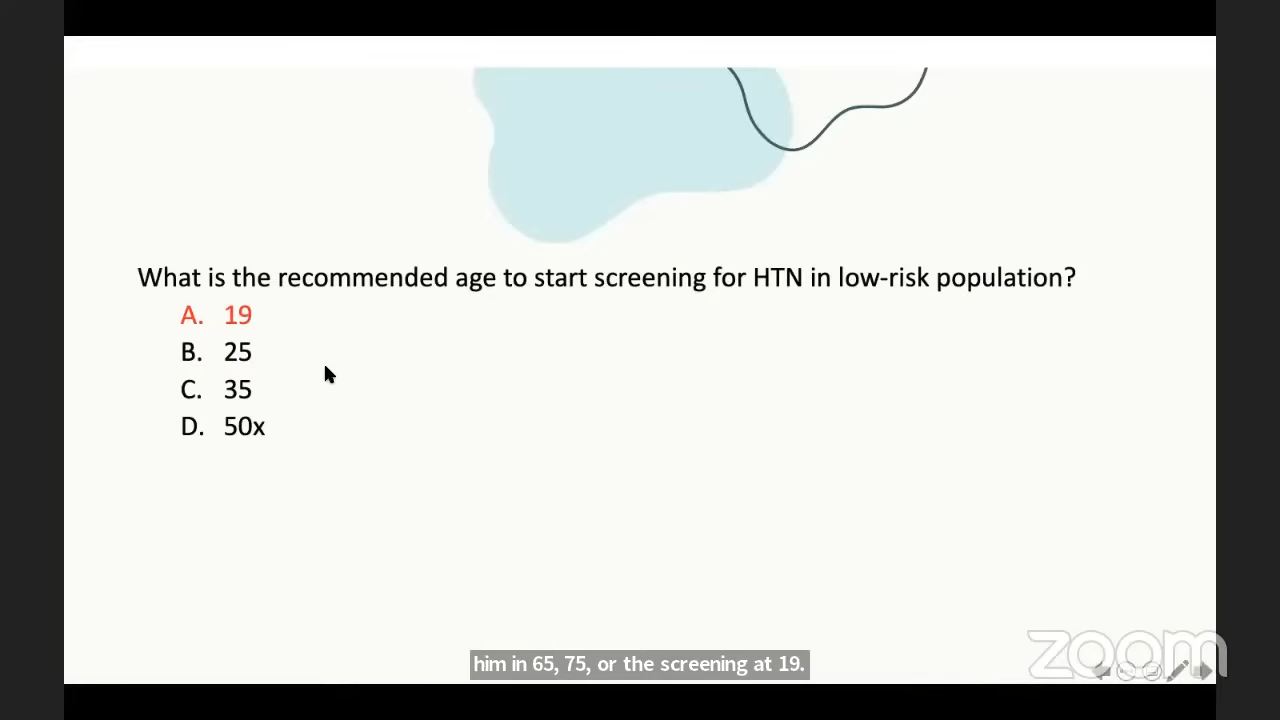 What is the recommended age to start screening for HTN in low-risk population?
A. 19
B. 25
C. 35
D. 50x
him in 65, 75, or the screening at 19.
zoom